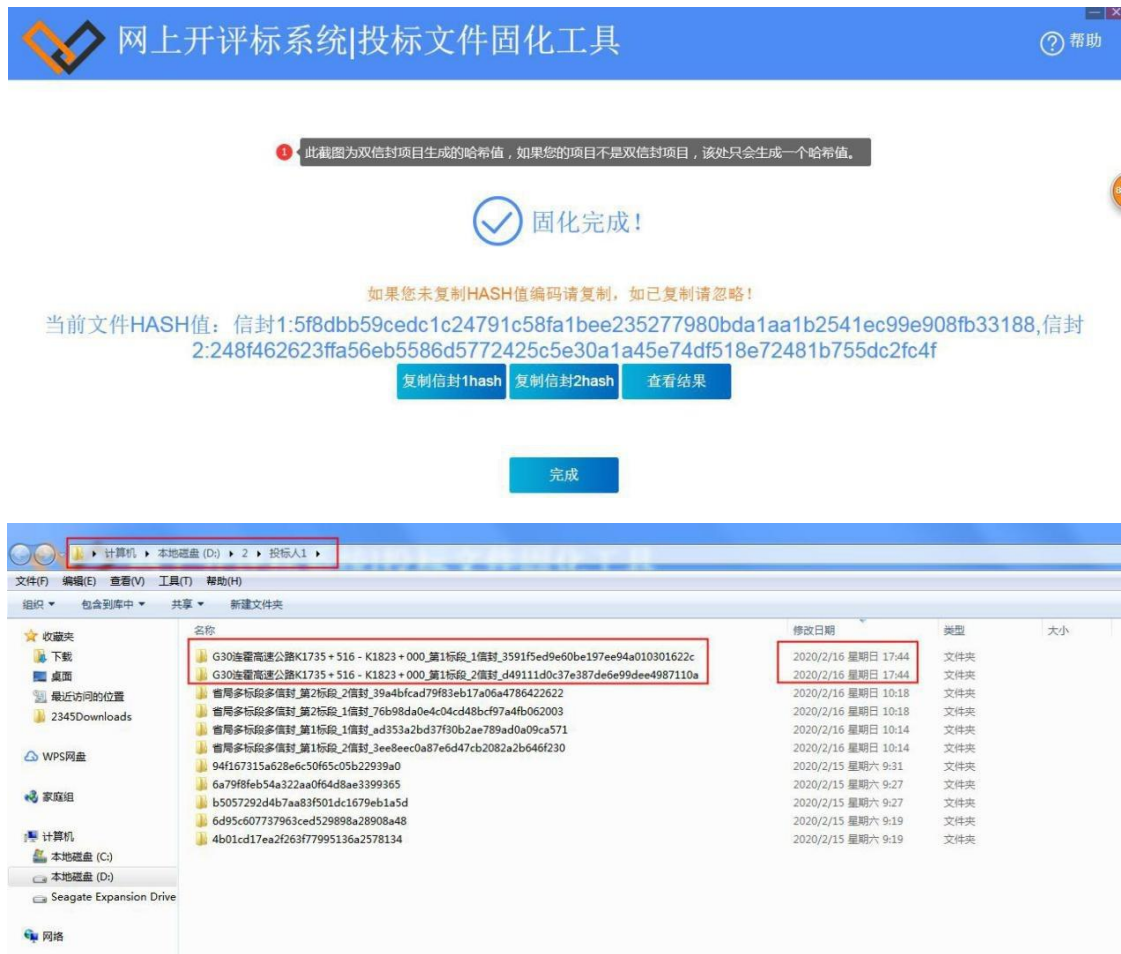 网上开评标系统|投标文件固化工具
帮助
1 此截图为双信封项目生成的哈希值，如果您的项目不是双信封项目，该处只会生成一个哈希值。
固化完成！
如果您未复制HASH值编码请复制，如已复制请忽略！
当前文件HASH值：信封1:5f8dbb59cedc1c24791c58fa1bee235277980bda1aa1b2541ec99e908fb33188,信封
2:248f462623ffa56eb5586d5772425c5e30a1a45e74df518e72481b755dc2fc4f
复制信封1hash 复制信封2hash 查看结果
完成
计算机 ▸ 本地磁盘 (D:) ▸ 2 ▸ 投标人1 ▸
文件(F) 编辑(E) 查看(V) 工具(T) 帮助(H)
组织 包含到库中 共享 新建文件夹
收藏夹
下载
桌面
最近访问的位置
2345Downloads
WPS网盘
家庭组
计算机
本地磁盘 (C:)
本地磁盘 (D:)
Seagate Expansion Drive
网络
名称 修改日期 类型 大小
G30连霍高速公路K1735+516-K1823+000_第1标段_1信封_3591f5ed9e60be197ee94a010301622c 2020/2/16 星期日 17:44 文件夹
G30连霍高速公路K1735+516-K1823+000_第1标段_2信封_d49111d0c37e387de6e99dee4987110a 2020/2/16 星期日 17:44 文件夹
省局多标段多信封_第2标段_2信封_39a4bfcad79f83eb17a06a4786422622 2020/2/16 星期日 10:18 文件夹
省局多标段多信封_第2标段_1信封_76b98da0e4c04cd48bcf97a4fb062003 2020/2/16 星期日 10:18 文件夹
省局多标段多信封_第1标段_1信封_ad353a2bd37f30b2ae789ad0a09ca571 2020/2/16 星期日 10:14 文件夹
省局多标段多信封_第1标段_2信封_3ee8eec0a87e6d47cb2082a2b646f230 2020/2/16 星期日 10:14 文件夹
94f167315a628e6c50f65c05b22939a0 2020/2/15 星期六 9:31 文件夹
6a79f8feb54a322aa0f64d8ae3399365 2020/2/15 星期六 9:27 文件夹
b5057292d4b7aa83f501dc1679eb1a5d 2020/2/15 星期六 9:27 文件夹
6d95c607737963ced529898a28908a48 2020/2/15 星期六 9:19 文件夹
4b01cd17ea2f263f77995136a2578134 2020/2/15 星期六 9:19 文件夹